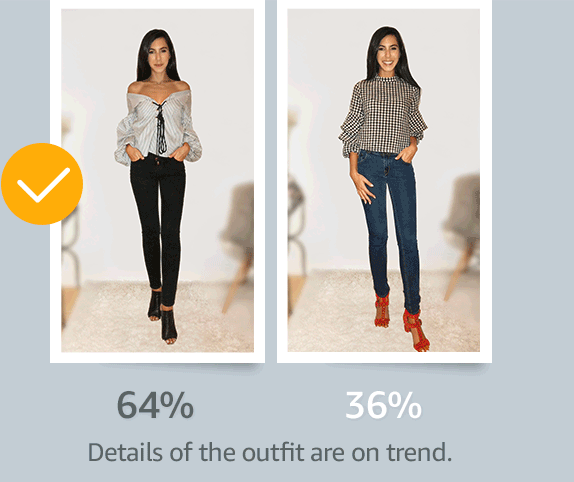 64% 36%
Details of the outfit are on trend.